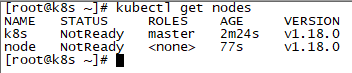 [root@k8s ~]# kubectl get nodes
NAME STATUS ROLES AGE VERSION
k8s NotReady master 2m24s v1.18.0
node NotReady <none> 77s v1.18.0
[root@k8s ~]#